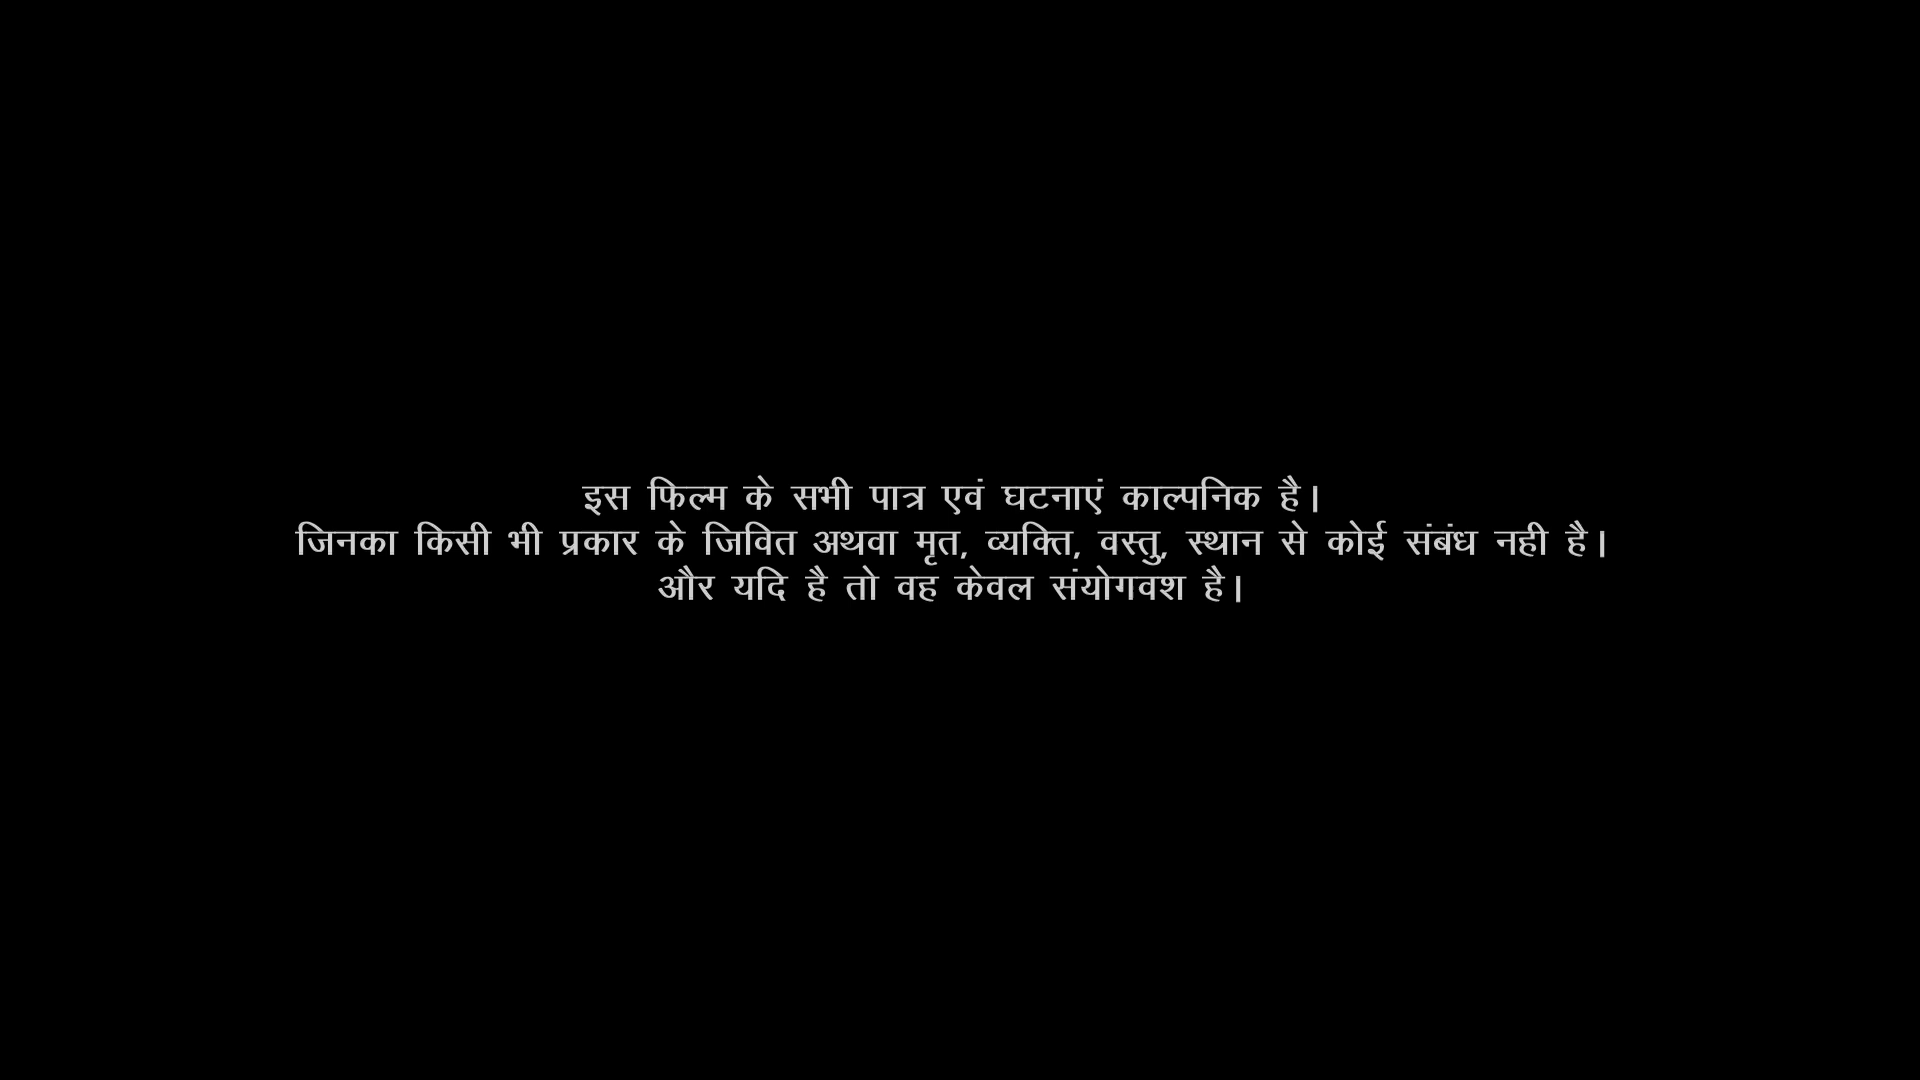 इस फिल्म के सभी पात्र एवं घटनाएं काल्पनिक है।
जिनका किसी भी प्रकार के जिवित अथवा मृत, व्यक्ति, वस्तु, स्थान से कोई संबंध नही है।
और यदि है तो वह केवल संयोगवश है।